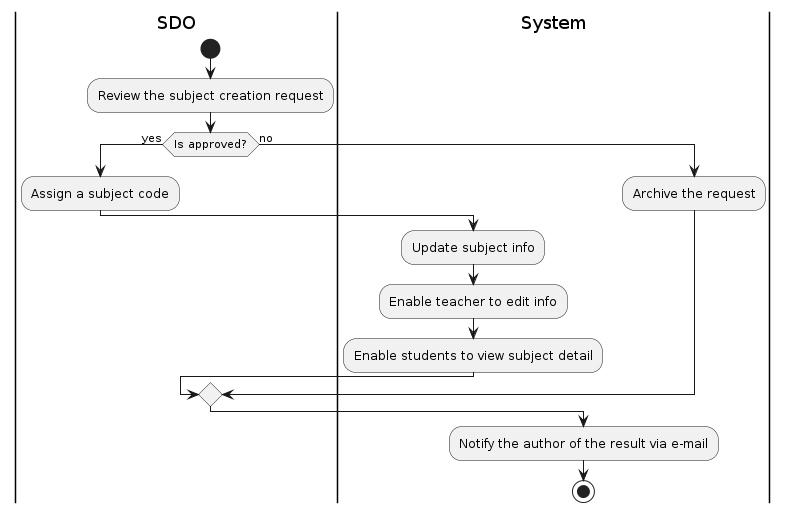 SDO
System
Review the subject creation request
yes
Is approved?
no
Assign a subject code
Archive the request
Update subject info
Enable teacher to edit info
Enable students to view subject detail
Notify the author of the result via e-mail